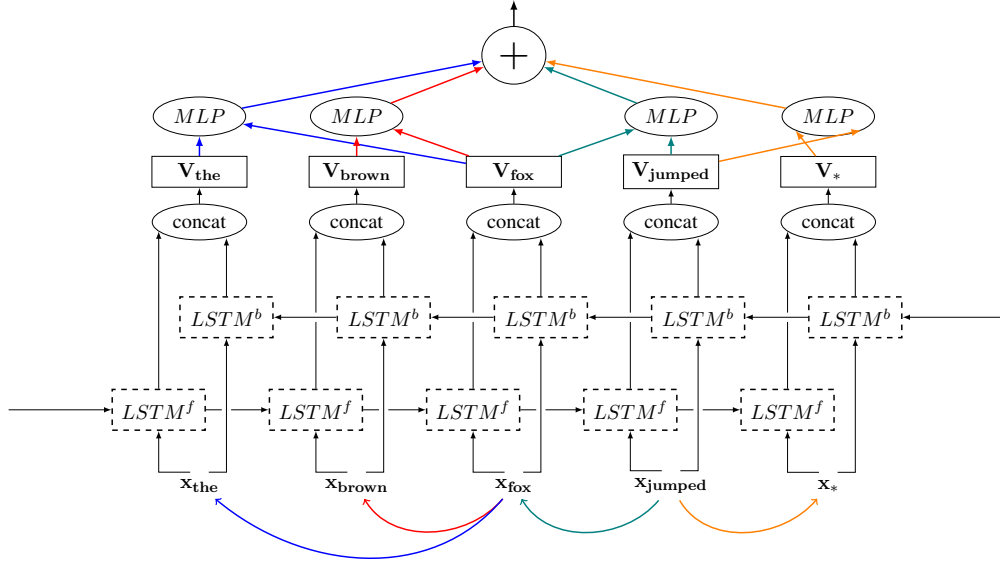 +
MLP MLP MLP MLP
V_the V_brown V_fox V_jumped V_*
concat concat concat concat concat
LSTM^b LSTM^b LSTM^b LSTM^b LSTM^b
LSTM^f LSTM^f LSTM^f LSTM^f LSTM^f
x_the x_brown x_fox x_jumped x_*